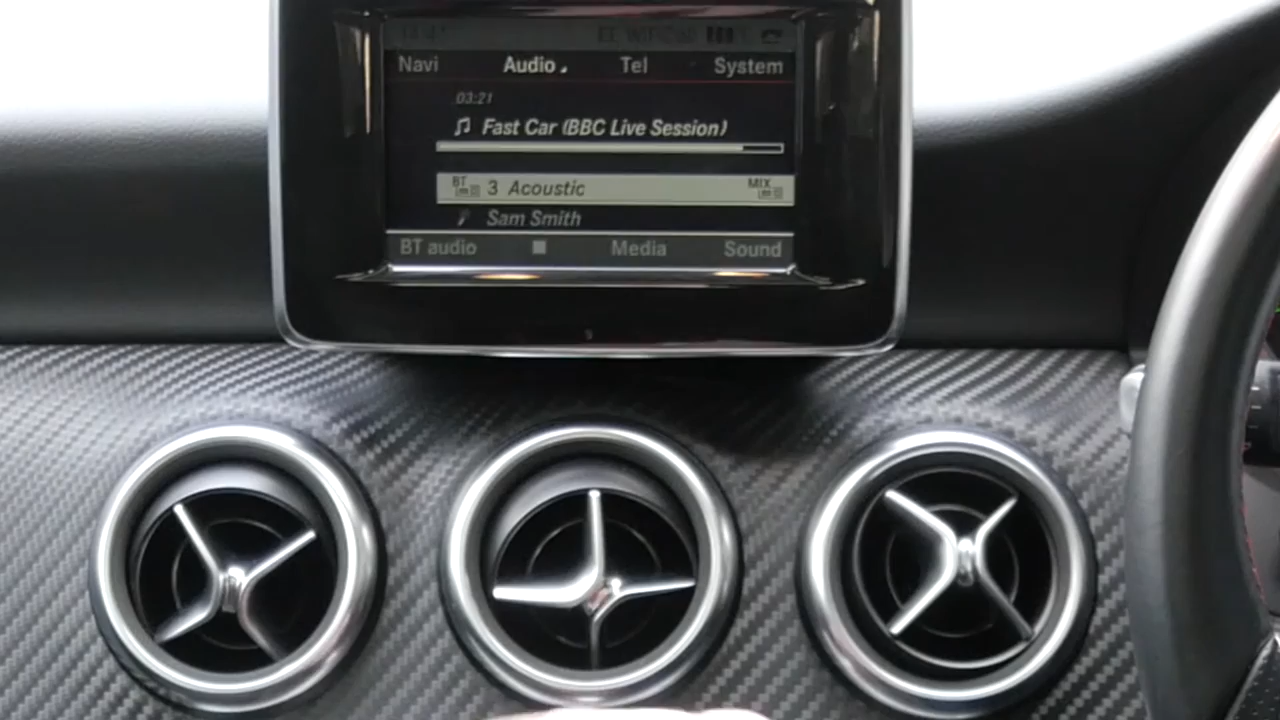 Navi Audio Tel System
03:21
Fast Car (BBC Live Session)
BT 3 Acoustic MIX
Sam Smith
BT audio Media Sound